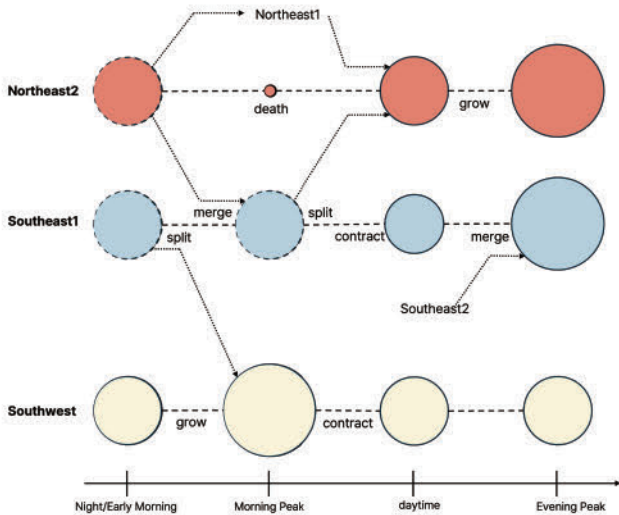 Northeast1
Northeast2
death
grow
Southeast1
merge
split
split
contract
merge
Southeast2
Southwest
grow
contract
Night/Early Morning
Morning Peak
daytime
Evening Peak